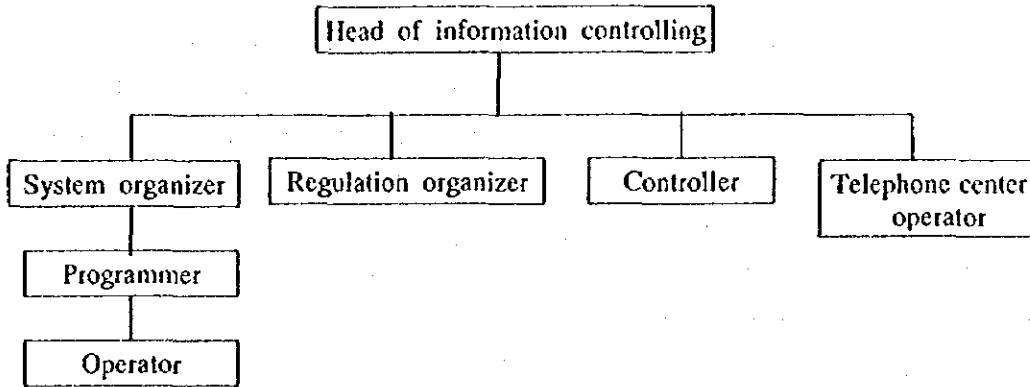 Head of information controlling
System organizer
Regulation organizer
Controller
Telephone center
operator
Programmer
Operator